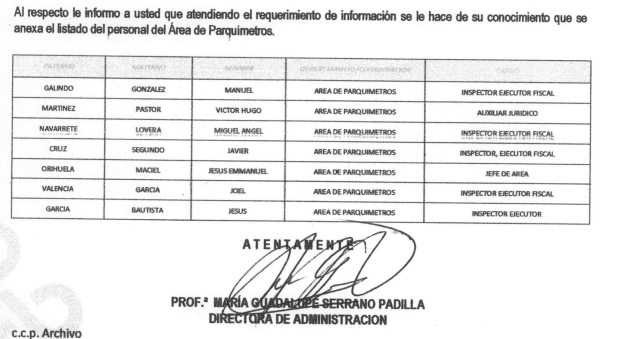 Al respecto le informo a usted que atendiendo el requerimiento de información se le hace de su conocimiento que se
anexa el listado del personal del Área de Parquímetros.
PATERNO MATERNO NOMBRE DEPARTAMENTO/COORDINACION CARGO
GALINDO GONZALEZ MANUEL AREA DE PARQUIMETROS INSPECTOR EJECUTOR FISCAL
MARTINEZ PASTOR VICTOR HUGO AREA DE PARQUIMETROS AUXILIAR JURIDICO
NAVARRETE LOVERA MIGUEL ANGEL AREA DE PARQUIMETROS INSPECTOR EJECUTOR FISCAL
CRUZ SEGUNDO JAVIER AREA DE PARQUIMETROS INSPECTOR, EJECUTOR FISCAL
ORIHUELA MACIEL JESUS EMMANUEL AREA DE PARQUIMETROS JEFE DE AREA
VALENCIA GARCIA JOEL AREA DE PARQUIMETROS INSPECTOR EJECUTOR FISCAL
GARCIA BAUTISTA JESUS AREA DE PARQUIMETROS INSPECTOR EJECUTOR
ATENTAMENTE
PROF.ª MARÍA GUADALUPE SERRANO PADILLA
DIRECTORA DE ADMINISTRACION
c.c.p. Archivo